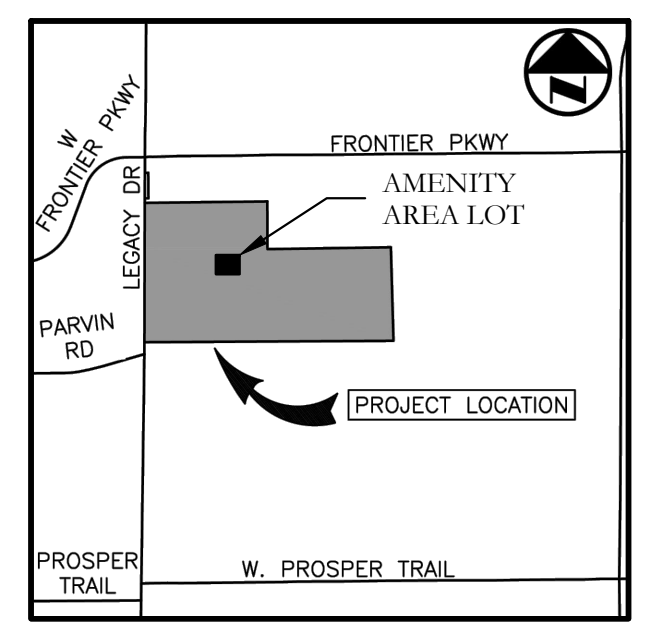 N
W
FRONTIER PKWY
FRONTIER PKWY
LEGACY DR
AMENITY
AREA LOT
PARVIN
RD
PROJECT LOCATION
PROSPER
TRAIL
W. PROSPER TRAIL